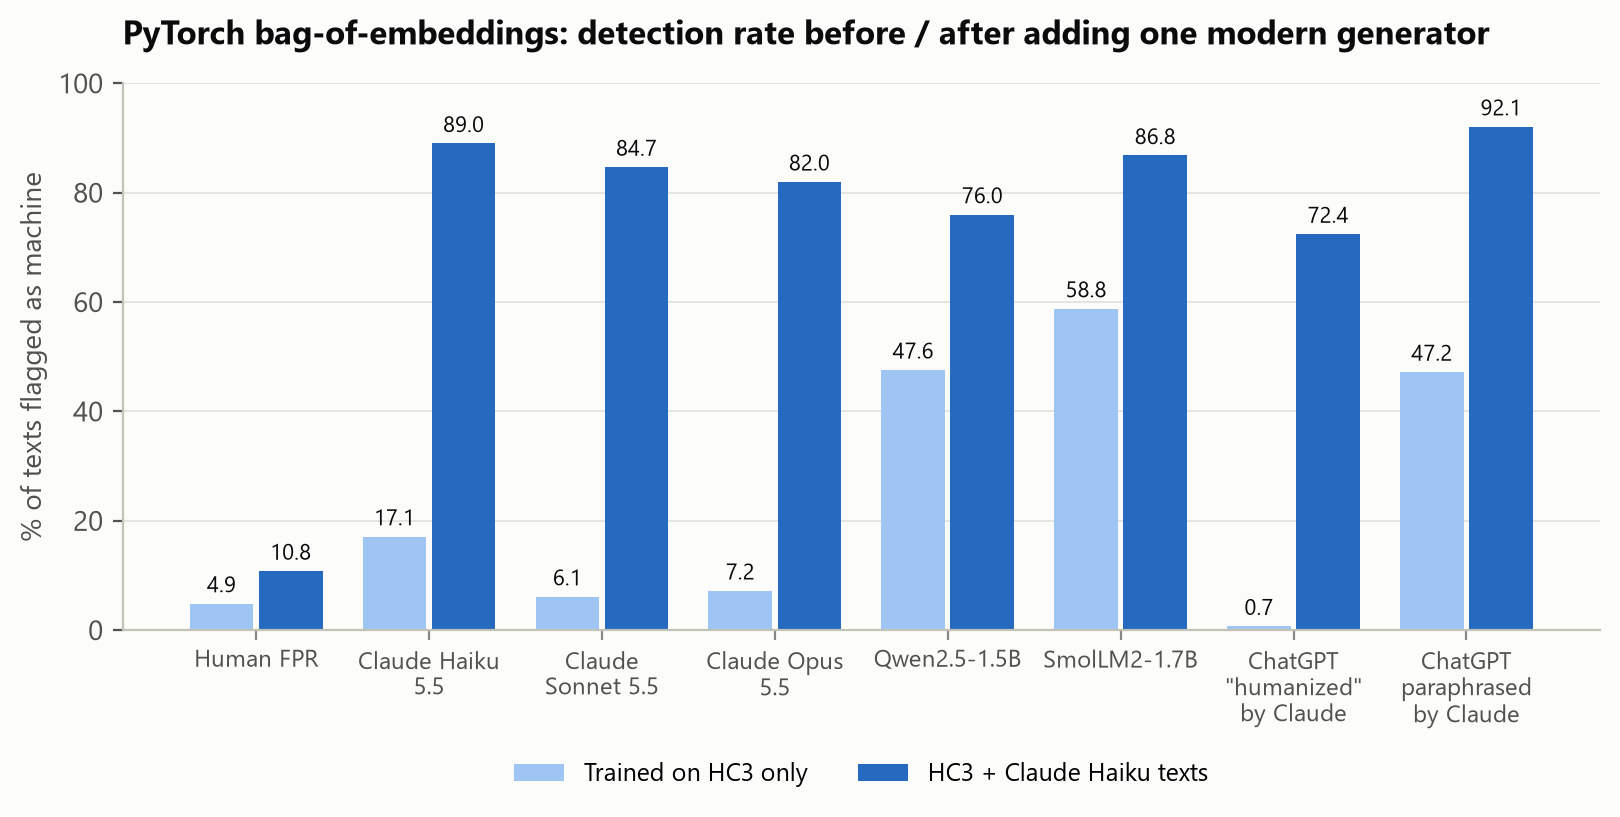 PyTorch bag-of-embeddings: detection rate before / after adding one modern generator
% of texts flagged as machine
100
80
60
40
20
0
4.9
10.8
17.1
89.0
6.1
84.7
7.2
82.0
47.6
76.0
58.8
86.8
0.7
72.4
47.2
92.1
Human FPR
Claude Haiku
5.5
Claude
Sonnet 5.5
Claude Opus
5.5
Qwen2.5-1.5B
SmolLM2-1.7B
ChatGPT
"humanized"
by Claude
ChatGPT
paraphrased
by Claude
Trained on HC3 only
HC3 + Claude Haiku texts